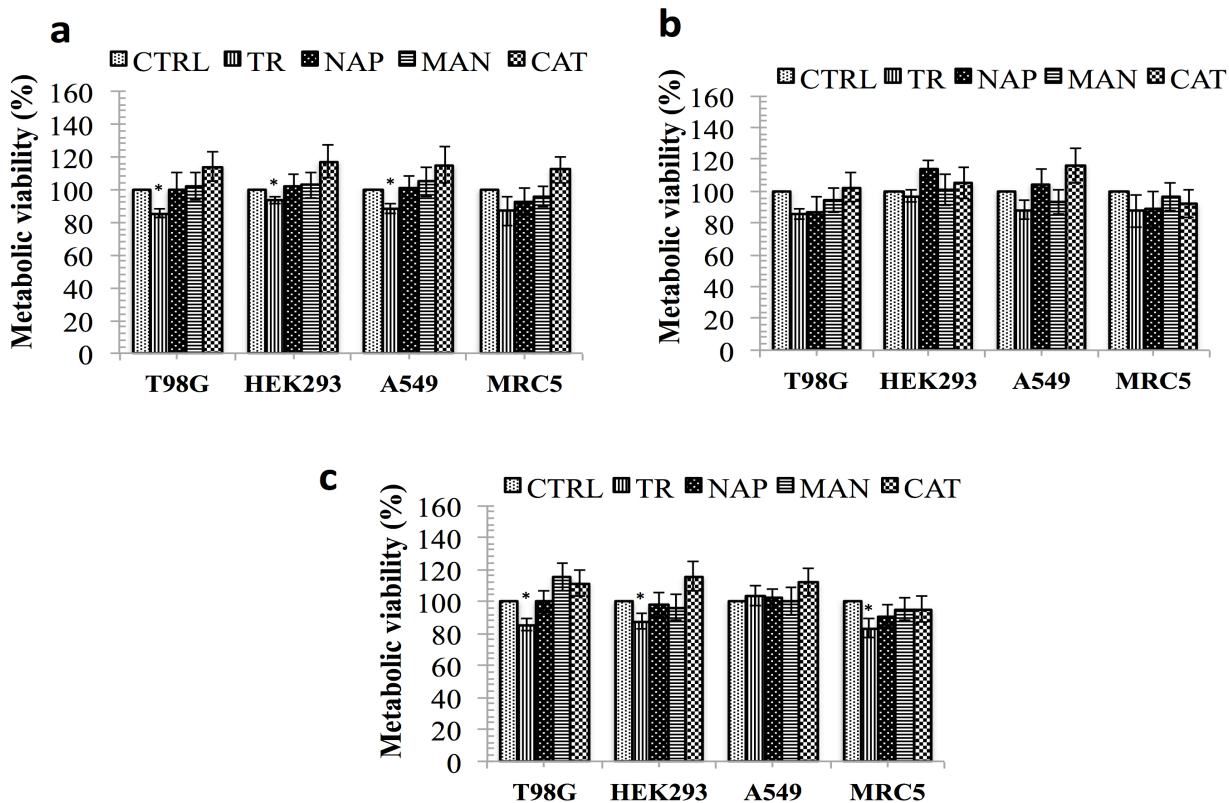 a
CTRL TR NAP MAN CAT
Metabolic viability (%)
160
140
120
100
80
60
40
20
0
* * *
T98G HEK293 A549 MRC5
b
CTRL TR NAP MAN CAT
Metabolic viability (%)
160
140
120
100
80
60
40
20
0
T98G HEK293 A549 MRC5
c
CTRL TR NAP MAN CAT
Metabolic viability (%)
160
140
120
100
80
60
40
20
0
* * *
T98G HEK293 A549 MRC5